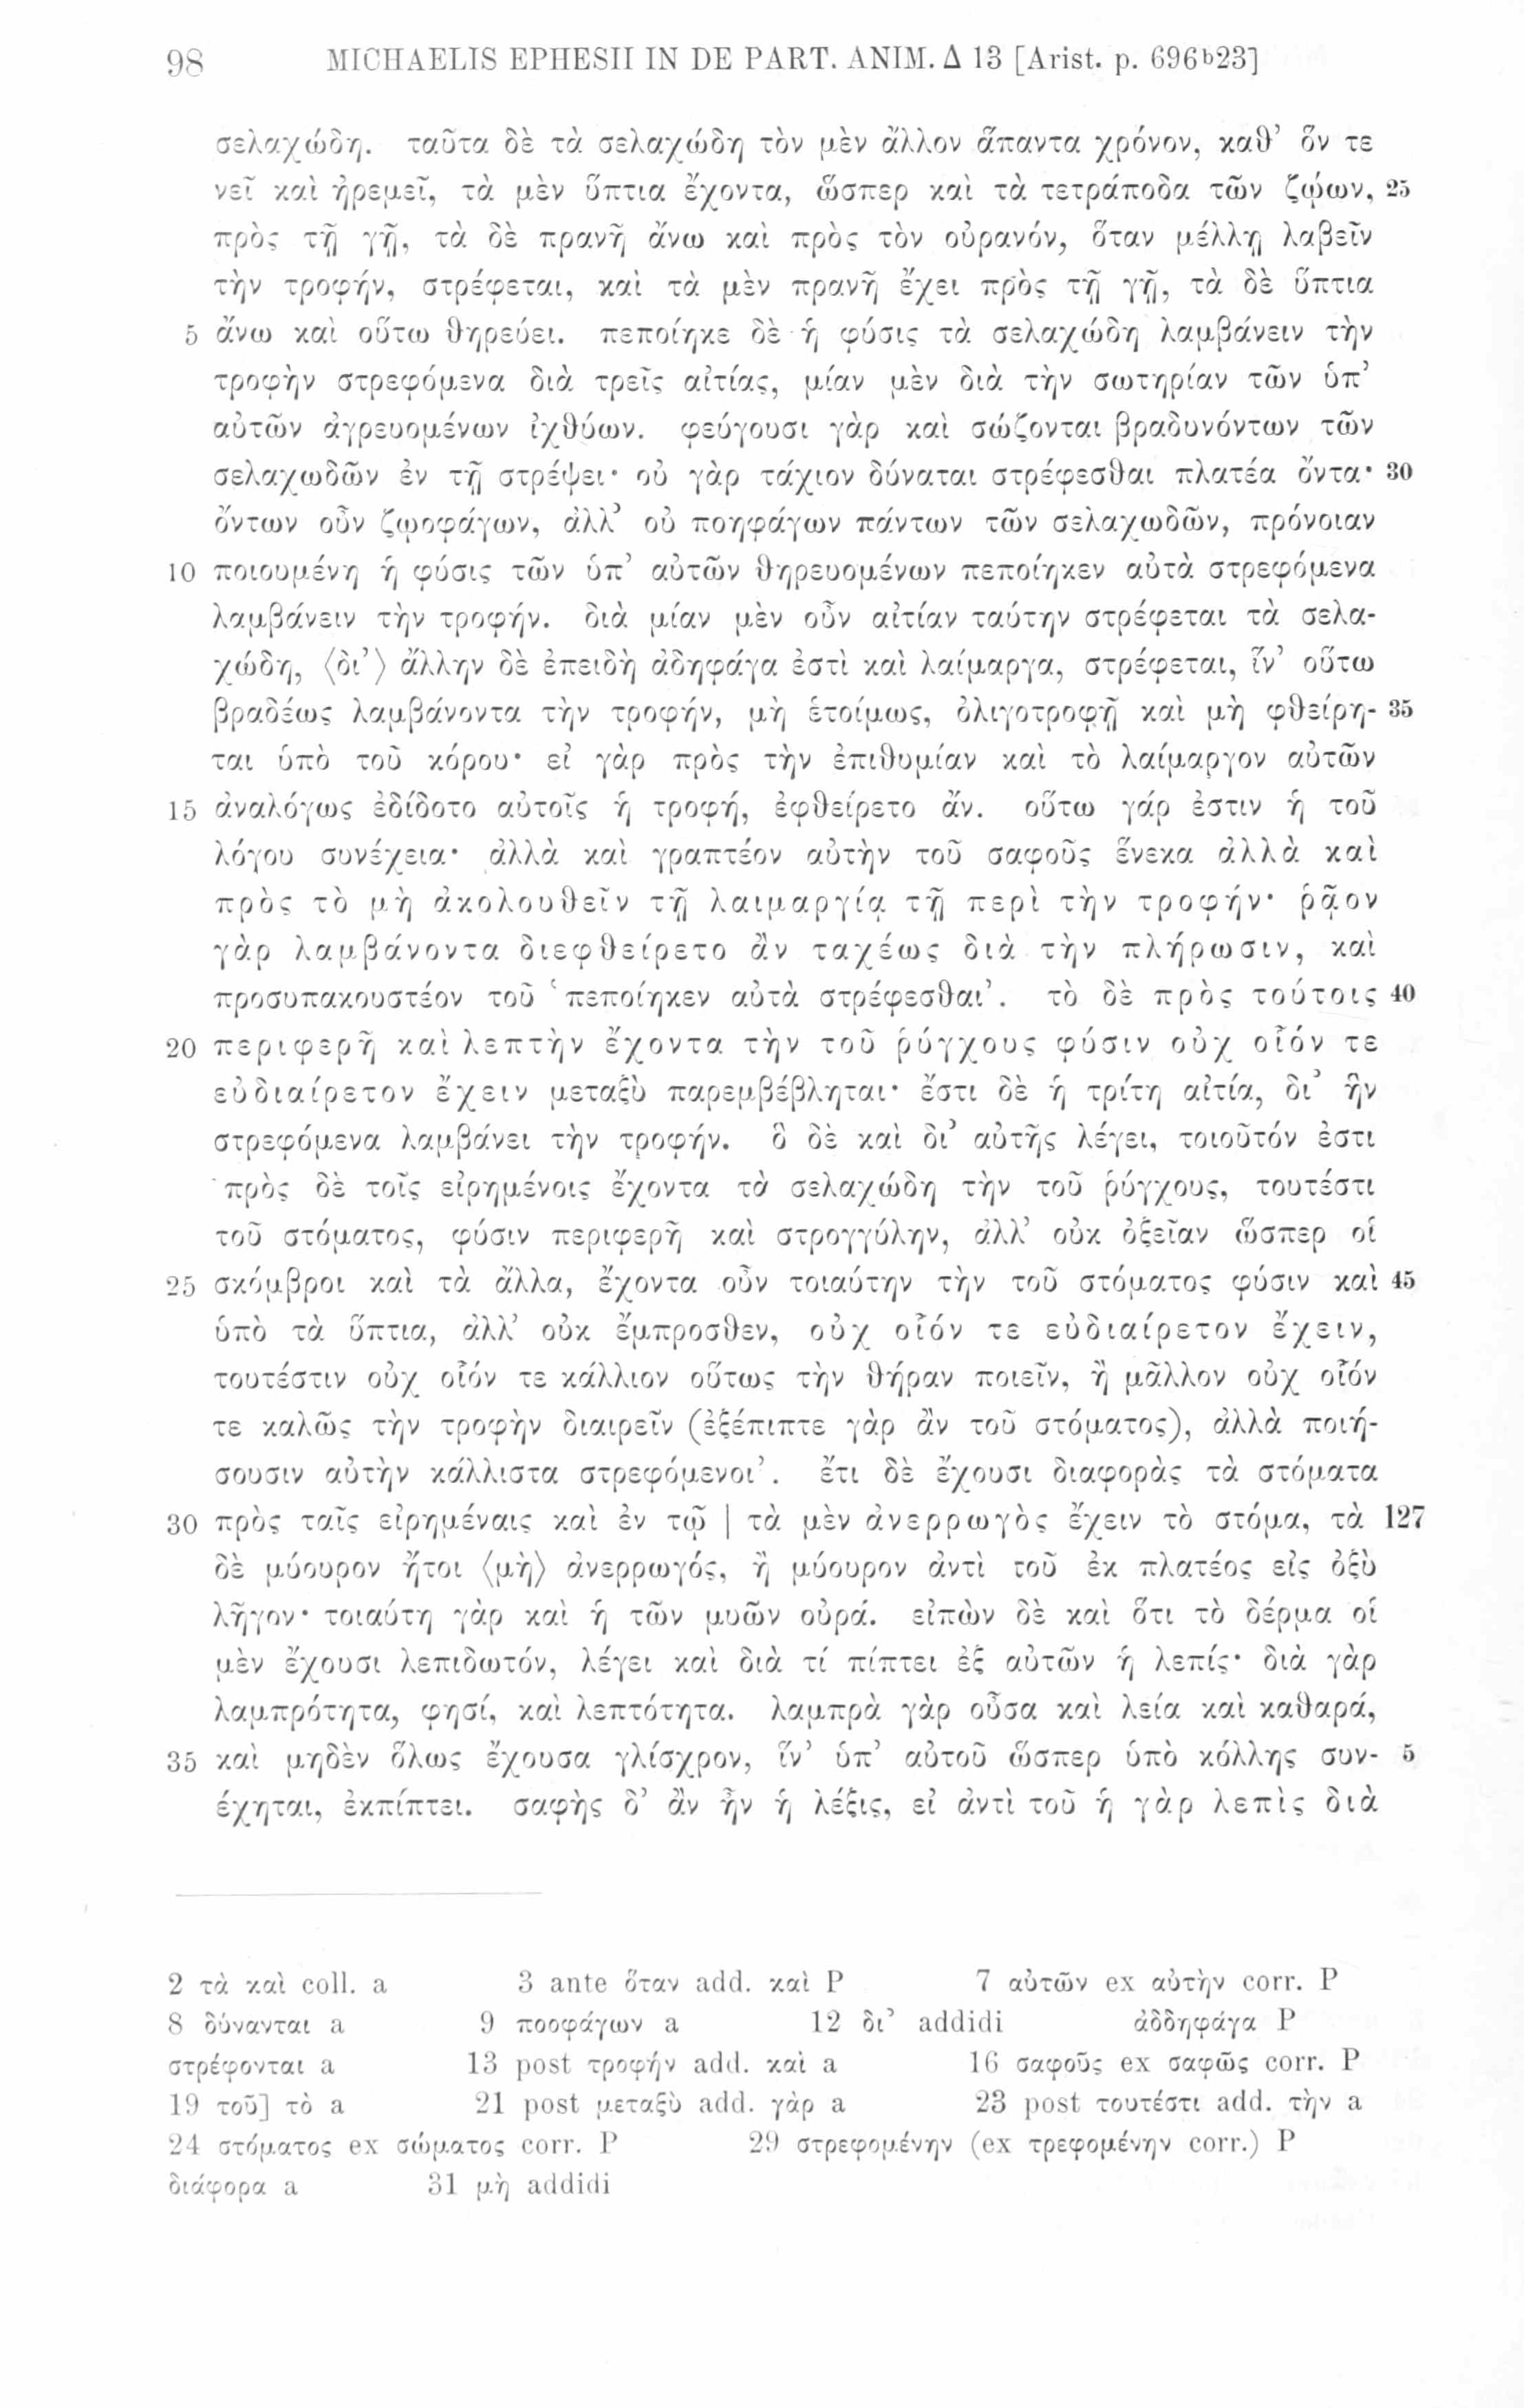 98 MICHAELIS EPHESII IN DE PART. ANIM. Δ 13 [Arist. p. 696b23]
σελαχώδη. ταῦτα δὲ τὰ σελαχώδη τὸν μὲν ἄλλον ἅπαντα χρόνον, καθ' ὅν τε
νεῖ καὶ ἠρεμεῖ, τὰ μὲν ὕπτια ἔχοντα, ὥσπερ καὶ τὰ τετράποδα τῶν ζῴων, 25
πρὸς τῇ γῇ, τὰ δὲ πρανῆ ἄνω καὶ πρὸς τὸν οὐρανόν, ὅταν μέλλῃ λαβεῖν
τὴν τροφήν, στρέφεται, καὶ τὰ μὲν πρανῆ ἔχει πρὸς τῇ γῇ, τὰ δὲ ὕπτια
5 ἄνω καὶ οὕτω θηρεύει. πεποίηκε δὲ ἡ φύσις τὰ σελαχώδη λαμβάνειν τὴν
τροφὴν στρεφόμενα διὰ τρεῖς αἰτίας, μίαν μὲν διὰ τὴν σωτηρίαν τῶν ὑπ'
αὐτῶν ἀγρευομένων ἰχθύων. φεύγουσι γὰρ καὶ σώζονται βραδυνόντων τῶν
σελαχωδῶν ἐν τῇ στρέψει· οὐ γὰρ τάχιον δύναται στρέφεσθαι πλατέα ὄντα· 30
ὄντων οὖν ζῳοφάγων, ἀλλ' οὐ ποηφάγων πάντων τῶν σελαχωδῶν, πρόνοιαν
10 ποιουμένη ἡ φύσις τῶν ὑπ' αὐτῶν θηρευομένων πεποίηκεν αὐτὰ στρεφόμενα
λαμβάνειν τὴν τροφήν. διὰ μίαν μὲν οὖν αἰτίαν ταύτην στρέφεται τὰ σελα-
χώδη, ⟨δι'⟩ ἄλλην δὲ ἐπειδὴ ἀδηφάγα ἐστὶ καὶ λαίμαργα, στρέφεται, ἵν' οὕτω
βραδέως λαμβάνοντα τὴν τροφήν, μὴ ἑτοίμως, ὀλιγοτροφῇ καὶ μὴ φθείρη- 35
ται ὑπὸ τοῦ κόρου· εἰ γὰρ πρὸς τὴν ἐπιθυμίαν καὶ τὸ λαίμαργον αὐτῶν
15 ἀναλόγως ἐδίδοτο αὐτοῖς ἡ τροφή, ἐφθείρετο ἄν. οὕτω γάρ ἐστιν ἡ τοῦ
λόγου συνέχεια· ἀλλὰ καὶ γραπτέον αὐτὴν τοῦ σαφοῦς ἕνεκα ἀλλὰ καὶ
πρὸς τὸ μὴ ἀκολουθεῖν τῇ λαιμαργίᾳ τῇ περὶ τὴν τροφήν· ῥᾷον
γὰρ λαμβάνοντα διεφθείρετο ἂν ταχέως διὰ τὴν πλήρωσιν, καὶ
προσυπακουστέον τοῦ ‘πεποίηκεν αὐτὰ στρέφεσθαι’. τὸ δὲ πρὸς τούτοις 40
20 περιφερῆ καὶ λεπτὴν ἔχοντα τὴν τοῦ ῥύγχους φύσιν οὐχ οἷόν τε
εὐδιαίρετον ἔχειν μεταξὺ παρεμβέβληται· ἔστι δὲ ἡ τρίτη αἰτία, δι' ἣν
στρεφόμενα λαμβάνει τὴν τροφήν. ὃ δὲ καὶ δι' αὐτῆς λέγει, τοιοῦτόν ἐστι
‘πρὸς δὲ τοῖς εἰρημένοις ἔχοντα τὰ σελαχώδη τὴν τοῦ ῥύγχους, τουτέστι
τοῦ στόματος, φύσιν περιφερῆ καὶ στρογγύλην, ἀλλ' οὐκ ὀξεῖαν ὥσπερ οἱ
25 σκόμβροι καὶ τὰ ἄλλα, ἔχοντα οὖν τοιαύτην τὴν τοῦ στόματος φύσιν καὶ 45
ὑπὸ τὰ ὕπτια, ἀλλ' οὐκ ἔμπροσθεν, οὐχ οἷόν τε εὐδιαίρετον ἔχειν,
τουτέστιν οὐχ οἷόν τε κάλλιον οὕτως τὴν θήραν ποιεῖν, ἢ μᾶλλον οὐχ οἷόν
τε καλῶς τὴν τροφὴν διαιρεῖν (ἐξέπιπτε γὰρ ἂν τοῦ στόματος), ἀλλὰ ποιή-
σουσιν αὐτὴν κάλλιστα στρεφόμενοι’. ἔτι δὲ ἔχουσι διαφορὰς τὰ στόματα
30 πρὸς ταῖς εἰρημέναις καὶ ἐν τῷ | τὰ μὲν ἀνερρωγὸς ἔχειν τὸ στόμα, τὰ 127
δὲ μύουρον ἤτοι ⟨μὴ⟩ ἀνερρωγός, ἢ μύουρον ἀντὶ τοῦ ἐκ πλατέος εἰς ὀξὺ
λῆγον· τοιαύτη γὰρ καὶ ἡ τῶν μυῶν οὐρά. εἰπὼν δὲ καὶ ὅτι τὸ δέρμα οἱ
μὲν ἔχουσι λεπιδωτόν, λέγει καὶ διὰ τί πίπτει ἐξ αὐτῶν ἡ λεπίς· διὰ γὰρ
λαμπρότητα, φησί, καὶ λεπτότητα. λαμπρὰ γὰρ οὖσα καὶ λεία καὶ καθαρά,
35 καὶ μηδὲν ὅλως ἔχουσα γλίσχρον, ἵν' ὑπ' αὐτοῦ ὥσπερ ὑπὸ κόλλης συν- 5
έχηται, ἐκπίπτει. σαφὴς δ' ἂν ἦν ἡ λέξις, εἰ ἀντὶ τοῦ ἡ γὰρ λεπὶς διὰ
2 τὰ καὶ coll. a 3 ante ὅταν add. καὶ P 7 αὐτῶν ex αὐτὴν corr. P
8 δύνανται a 9 ποοφάγων a 12 δι' addidi ἀδδηφάγα P
στρέφονται a 13 post τροφήν add. καὶ a 16 σαφοῦς ex σαφῶς corr. P
19 τοῦ] τὸ a 21 post μεταξὺ add. γὰρ a 23 post τουτέστι add. τὴν a
24 στόματος ex σώματος corr. P 29 στρεφομένην (ex τρεφομένην corr.) P
διάφορα a 31 μὴ addidi